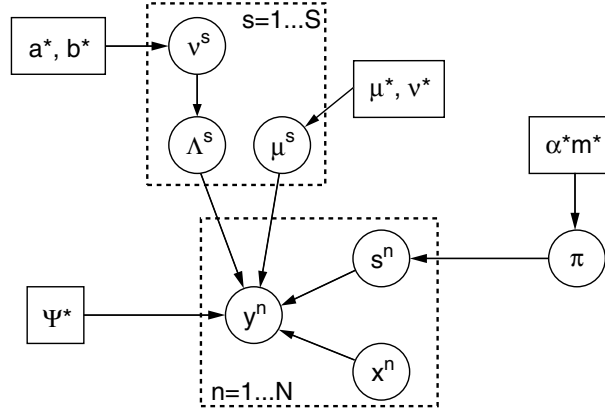 s=1...S
a*, b*
ν^s
μ*, ν*
Λ^s
μ^s
α*m*
s^n
π
Ψ*
y^n
x^n
n=1...N